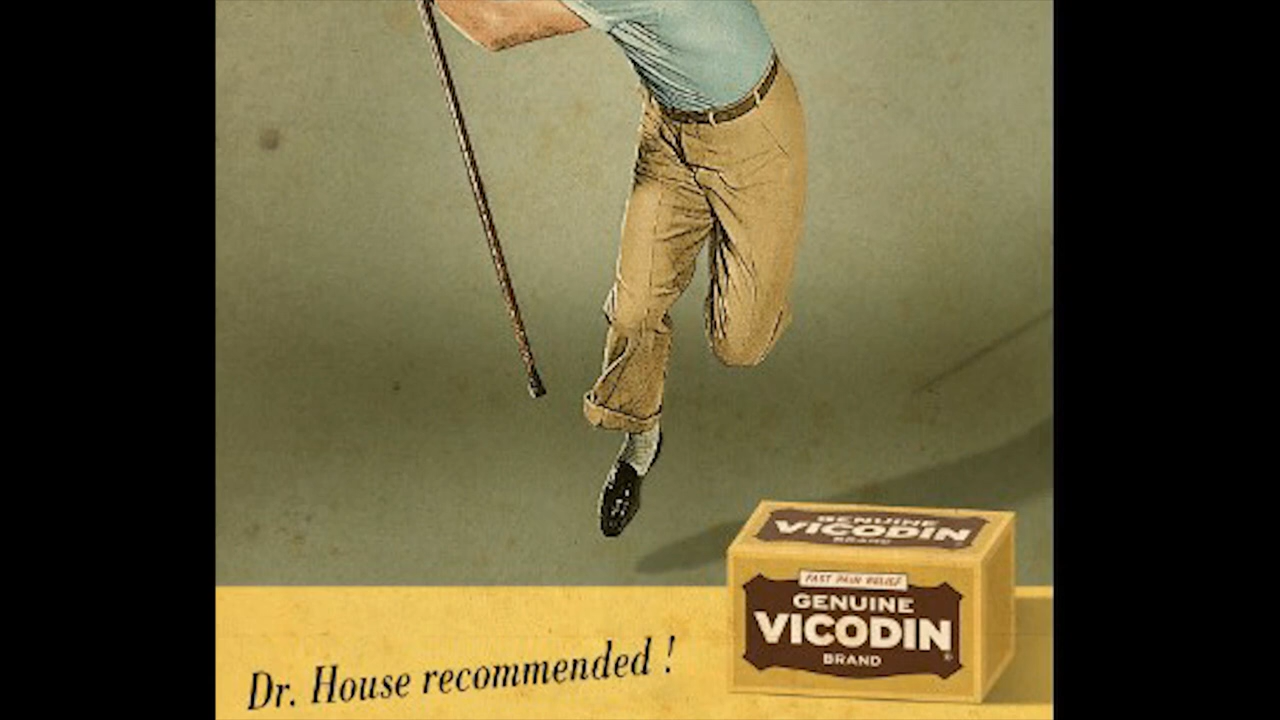 GENUINE
VICODIN
BRAND
FAST PAIN RELIEF
GENUINE
VICODIN
BRAND
Dr. House recommended !